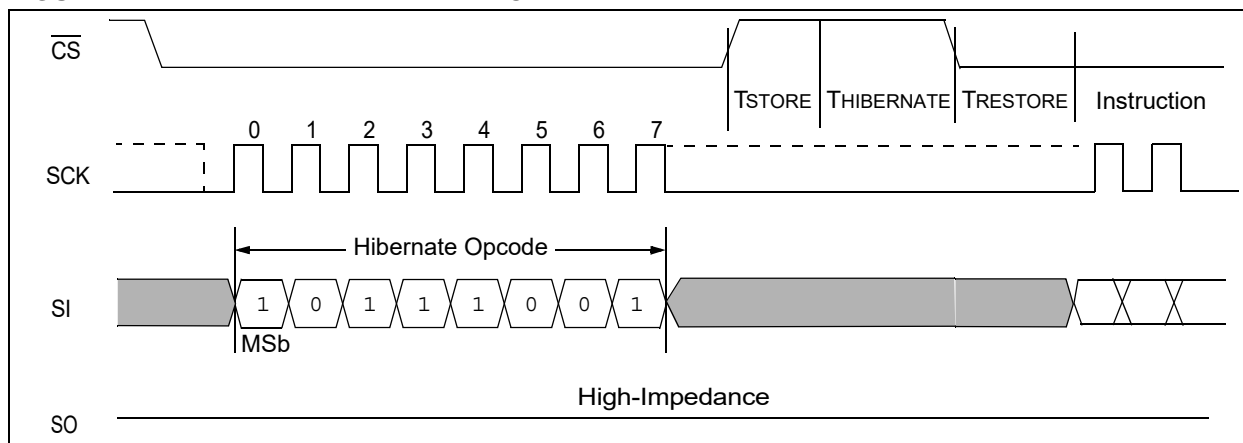 CS
TSTORE THIBERNATE TRESTORE Instruction
0 1 2 3 4 5 6 7
SCK
Hibernate Opcode
SI 1 0 1 1 1 0 0 1
MSb
High-Impedance
SO